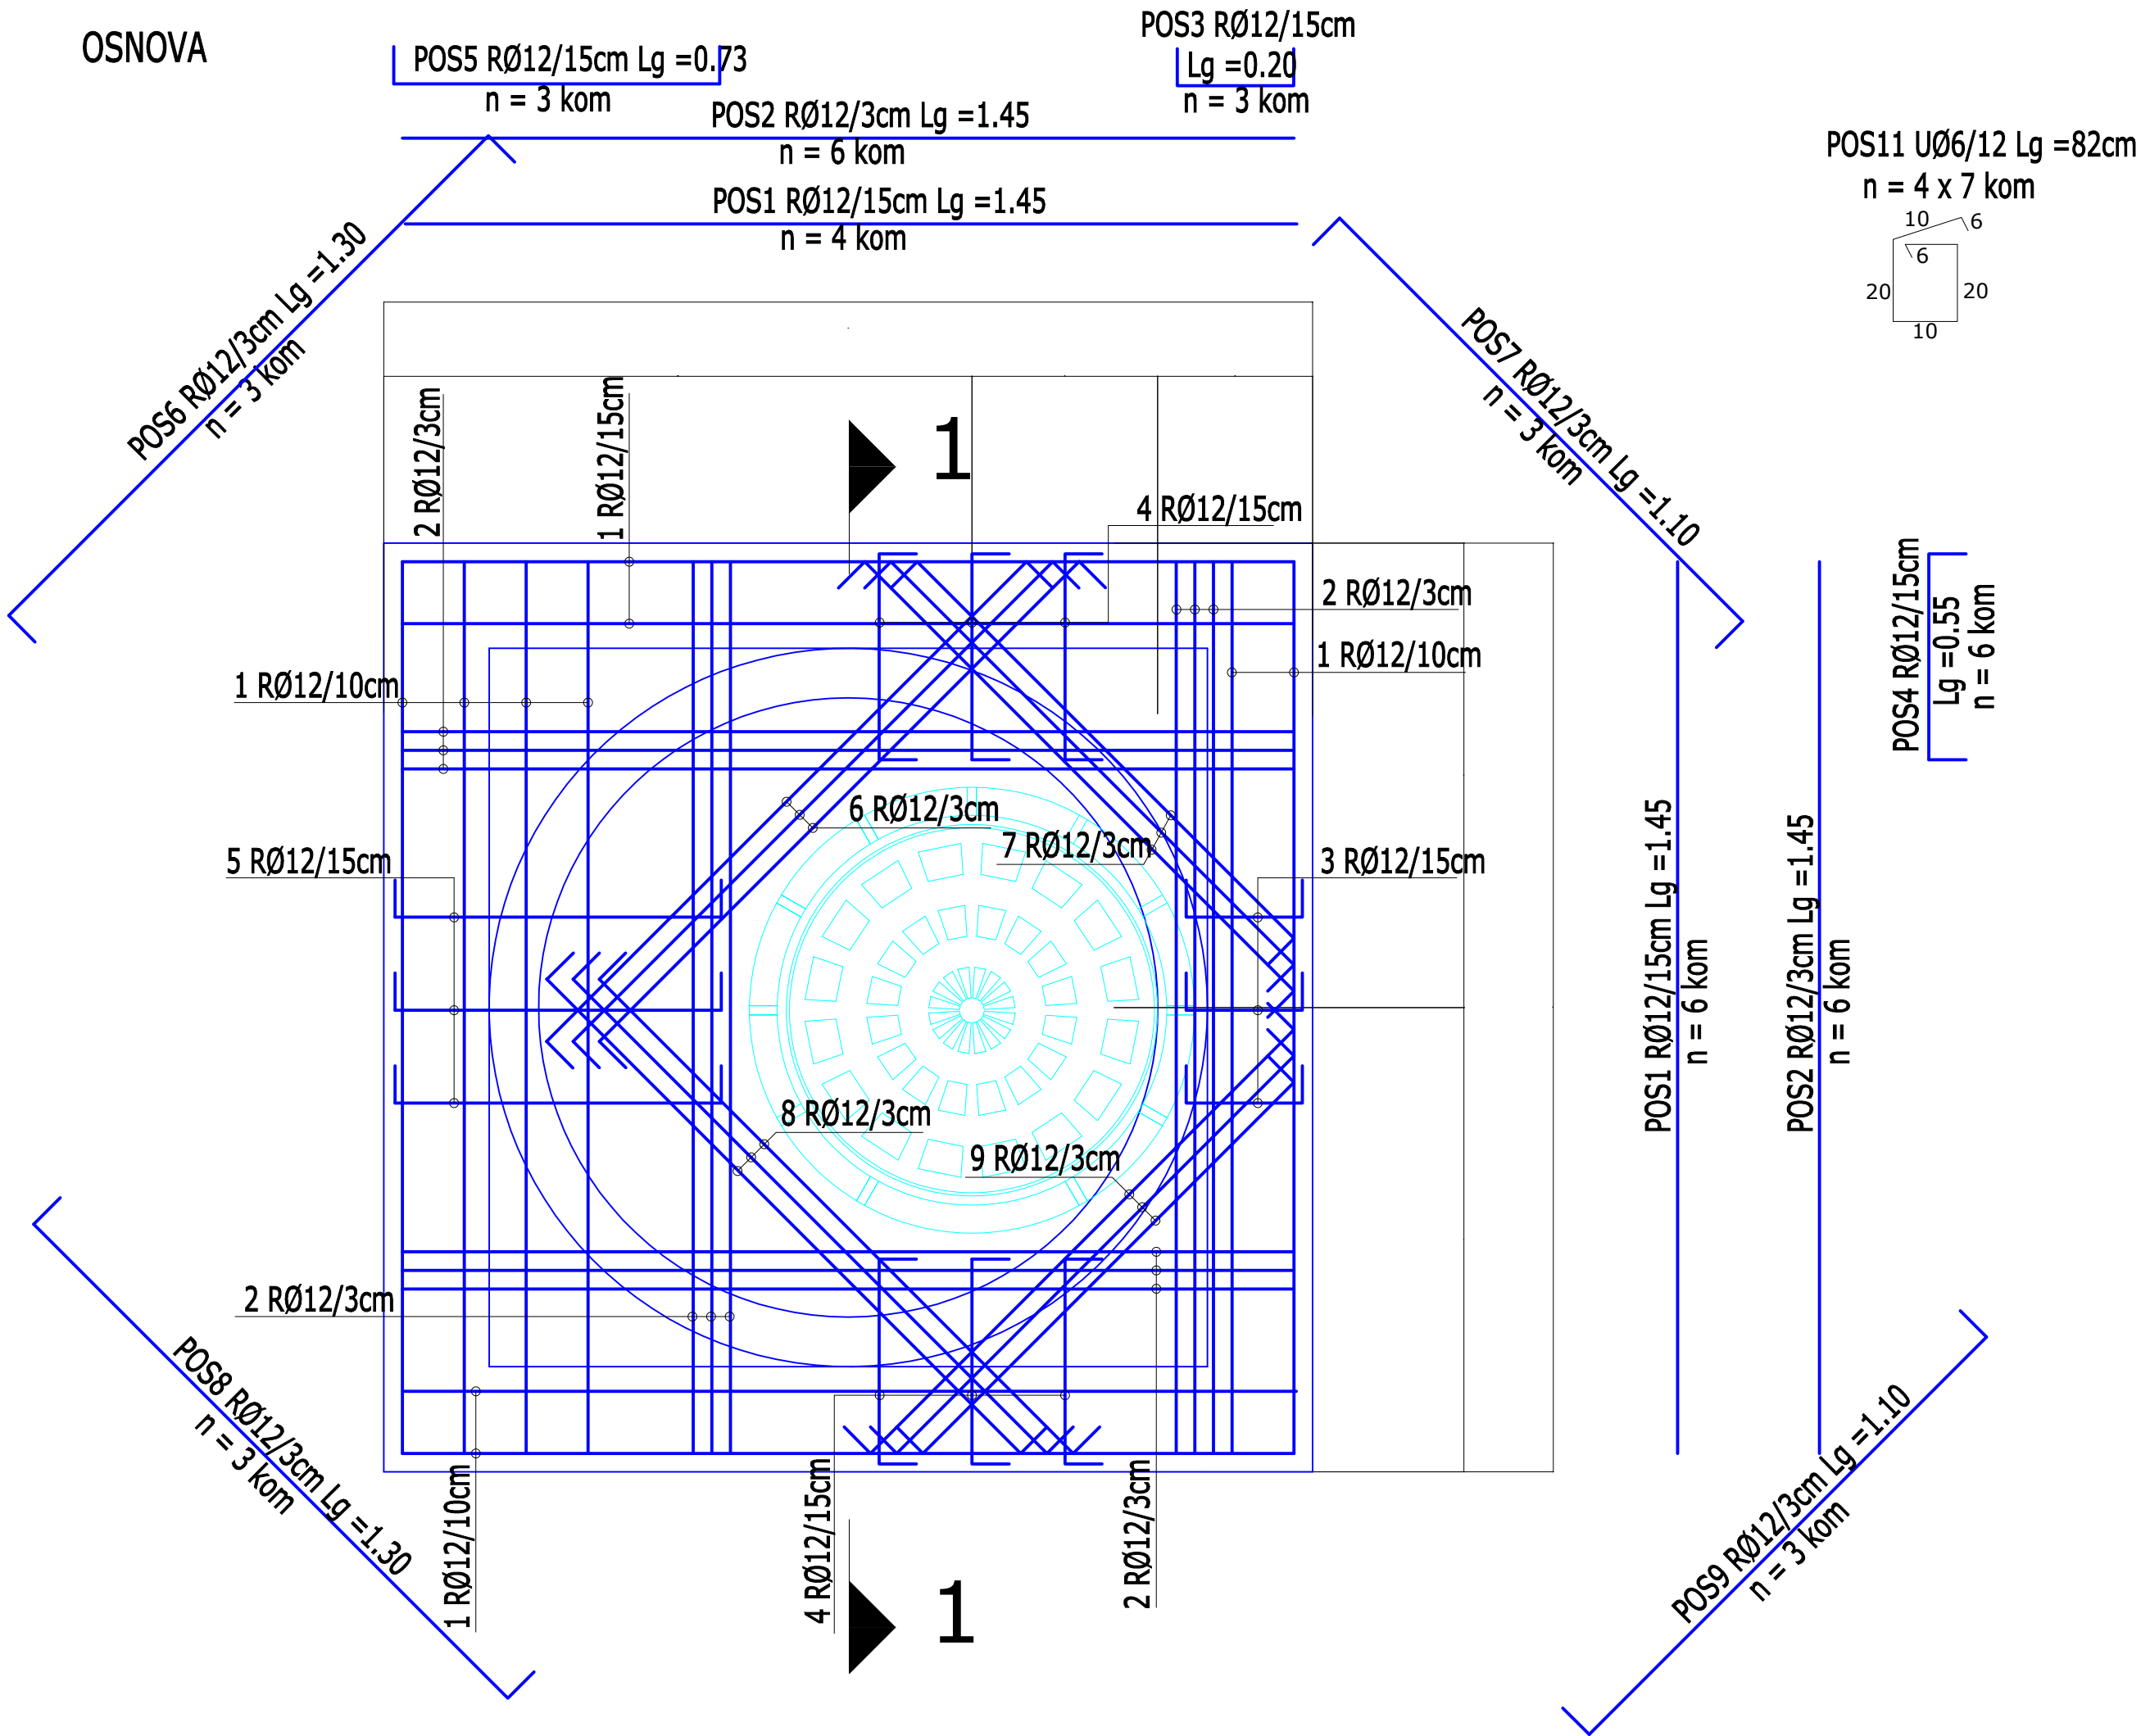 OSNOVA
POS5 RØ12/15cm Lg =0.73
n = 3 kom
POS3 RØ12/15cm
Lg =0.20
n = 3 kom
POS2 RØ12/3cm Lg =1.45
n = 6 kom
POS1 RØ12/15cm Lg =1.45
n = 4 kom
POS11 UØ6/12 Lg =82cm
n = 4 x 7 kom
10
6
6
20
20
10
POS6 RØ12/3cm Lg =1.30
n = 3 kom
POS7 RØ12/3cm Lg =1.10
n = 3 kom
2 RØ12/3cm
1 RØ12/15cm
1
4 RØ12/15cm
2 RØ12/3cm
1 RØ12/10cm
1 RØ12/10cm
POS4 RØ12/15cm
Lg =0.55
n = 6 kom
6 RØ12/3cm
7 RØ12/3cm
5 RØ12/15cm
3 RØ12/15cm
POS1 RØ12/15cm Lg =1.45
n = 6 kom
POS2 RØ12/3cm Lg =1.45
n = 6 kom
8 RØ12/3cm
9 RØ12/3cm
2 RØ12/3cm
POS8 RØ12/3cm Lg =1.30
n = 3 kom
1 RØ12/10cm
4 RØ12/15cm
2 RØ12/3cm
1
POS9 RØ12/3cm Lg =1.10
n = 3 kom